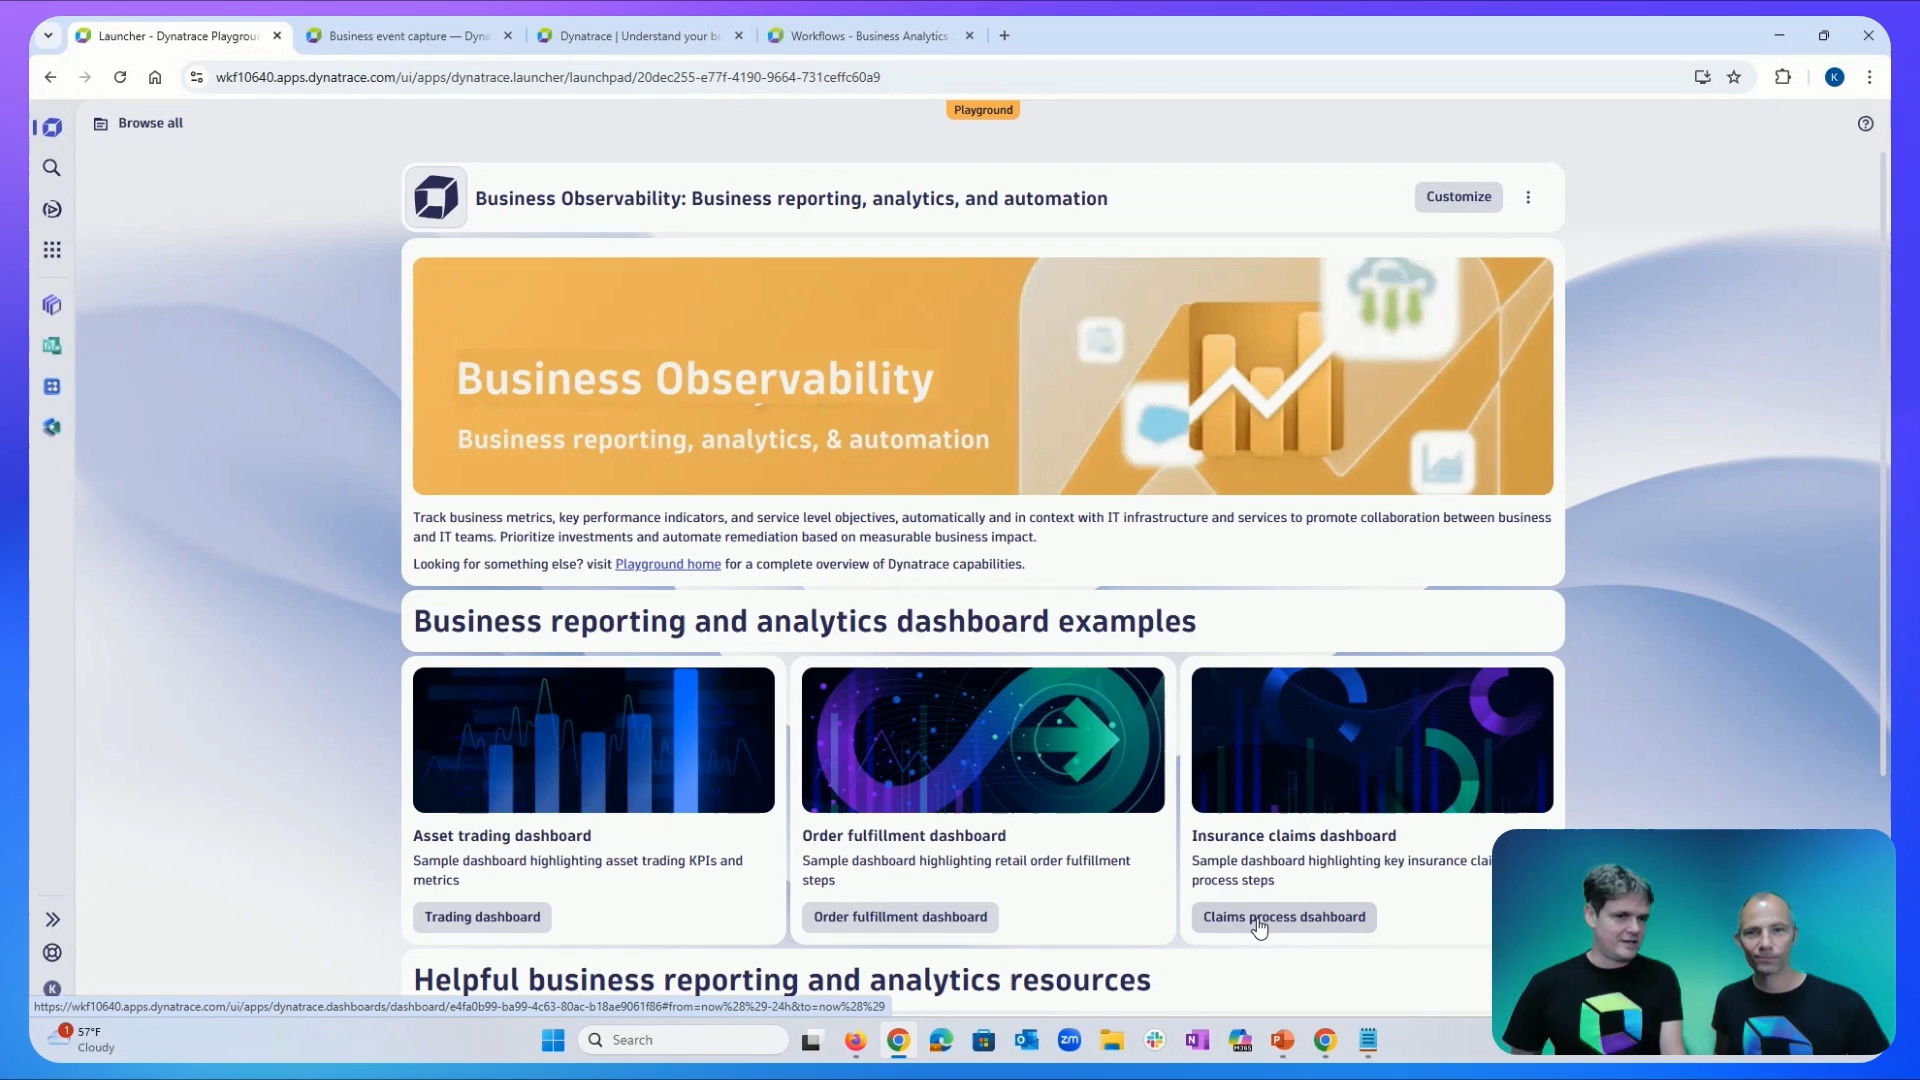 Launcher - Dynatrace Playgroun
Business event capture — Dyna
Dynatrace | Understand your bu
Workflows - Business Analytics
wkf10640.apps.dynatrace.com/ui/apps/dynatrace.launcher/launchpad/20dec255-e77f-4190-9664-731ceffc60a9
K
Browse all
Playground
Business Observability: Business reporting, analytics, and automation
Customize
Business Observability
Business reporting, analytics, & automation
Track business metrics, key performance indicators, and service level objectives, automatically and in context with IT infrastructure and services to promote collaboration between business
and IT teams. Prioritize investments and automate remediation based on measurable business impact.
Looking for something else? visit Playground home for a complete overview of Dynatrace capabilities.
Business reporting and analytics dashboard examples
Asset trading dashboard
Sample dashboard highlighting asset trading KPIs and
metrics
Trading dashboard
Order fulfillment dashboard
Sample dashboard highlighting retail order fulfillment
steps
Order fulfillment dashboard
Insurance claims dashboard
Sample dashboard highlighting key insurance clai
process steps
Claims process dsahboard
Helpful business reporting and analytics resources
K
https://wkf10640.apps.dynatrace.com/ui/apps/dynatrace.dashboards/dashboard/e4fa0b99-ba99-4c63-80ac-b18ae9061f86#from=now%28%29-24h&to=now%28%29
1
57°F
Cloudy
Search
zm
N
M365
P